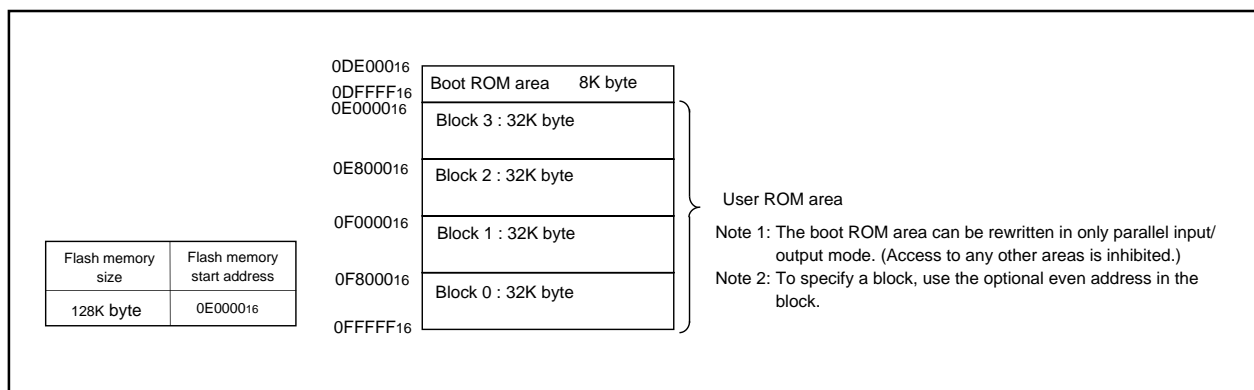 0DE00016
Boot ROM area 8K byte
0DFFFF16
0E000016
Block 3 : 32K byte
0E800016
Block 2 : 32K byte
0F000016
Block 1 : 32K byte
0F800016
Block 0 : 32K byte
0FFFFF16
User ROM area
Note 1: The boot ROM area can be rewritten in only parallel input/
output mode. (Access to any other areas is inhibited.)
Note 2: To specify a block, use the optional even address in the
block.
Flash memory size
Flash memory start address
128K byte
0E000016